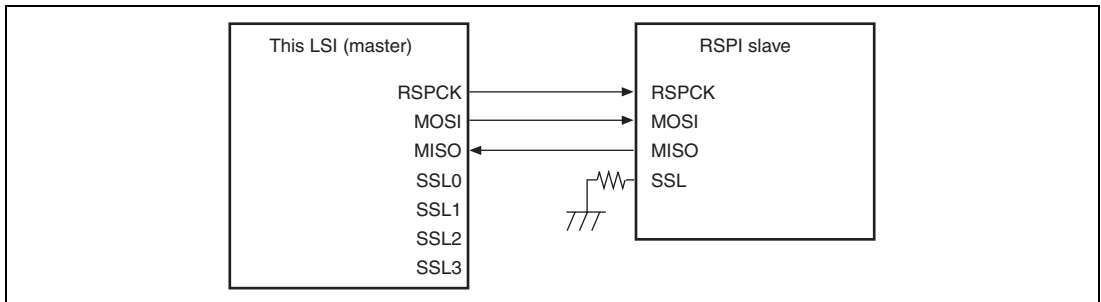 This LSI (master)
RSPCK
MOSI
MISO
SSL0
SSL1
SSL2
SSL3
RSPI slave
RSPCK
MOSI
MISO
SSL